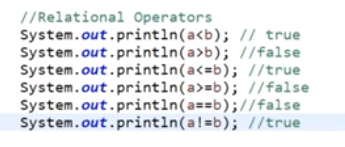 //Relational Operators
System.out.println(a<b); // true
System.out.println(a>b); //false
System.out.println(a<=b); //true
System.out.println(a>=b); //false
System.out.println(a==b);//false
System.out.println(a!=b); //true